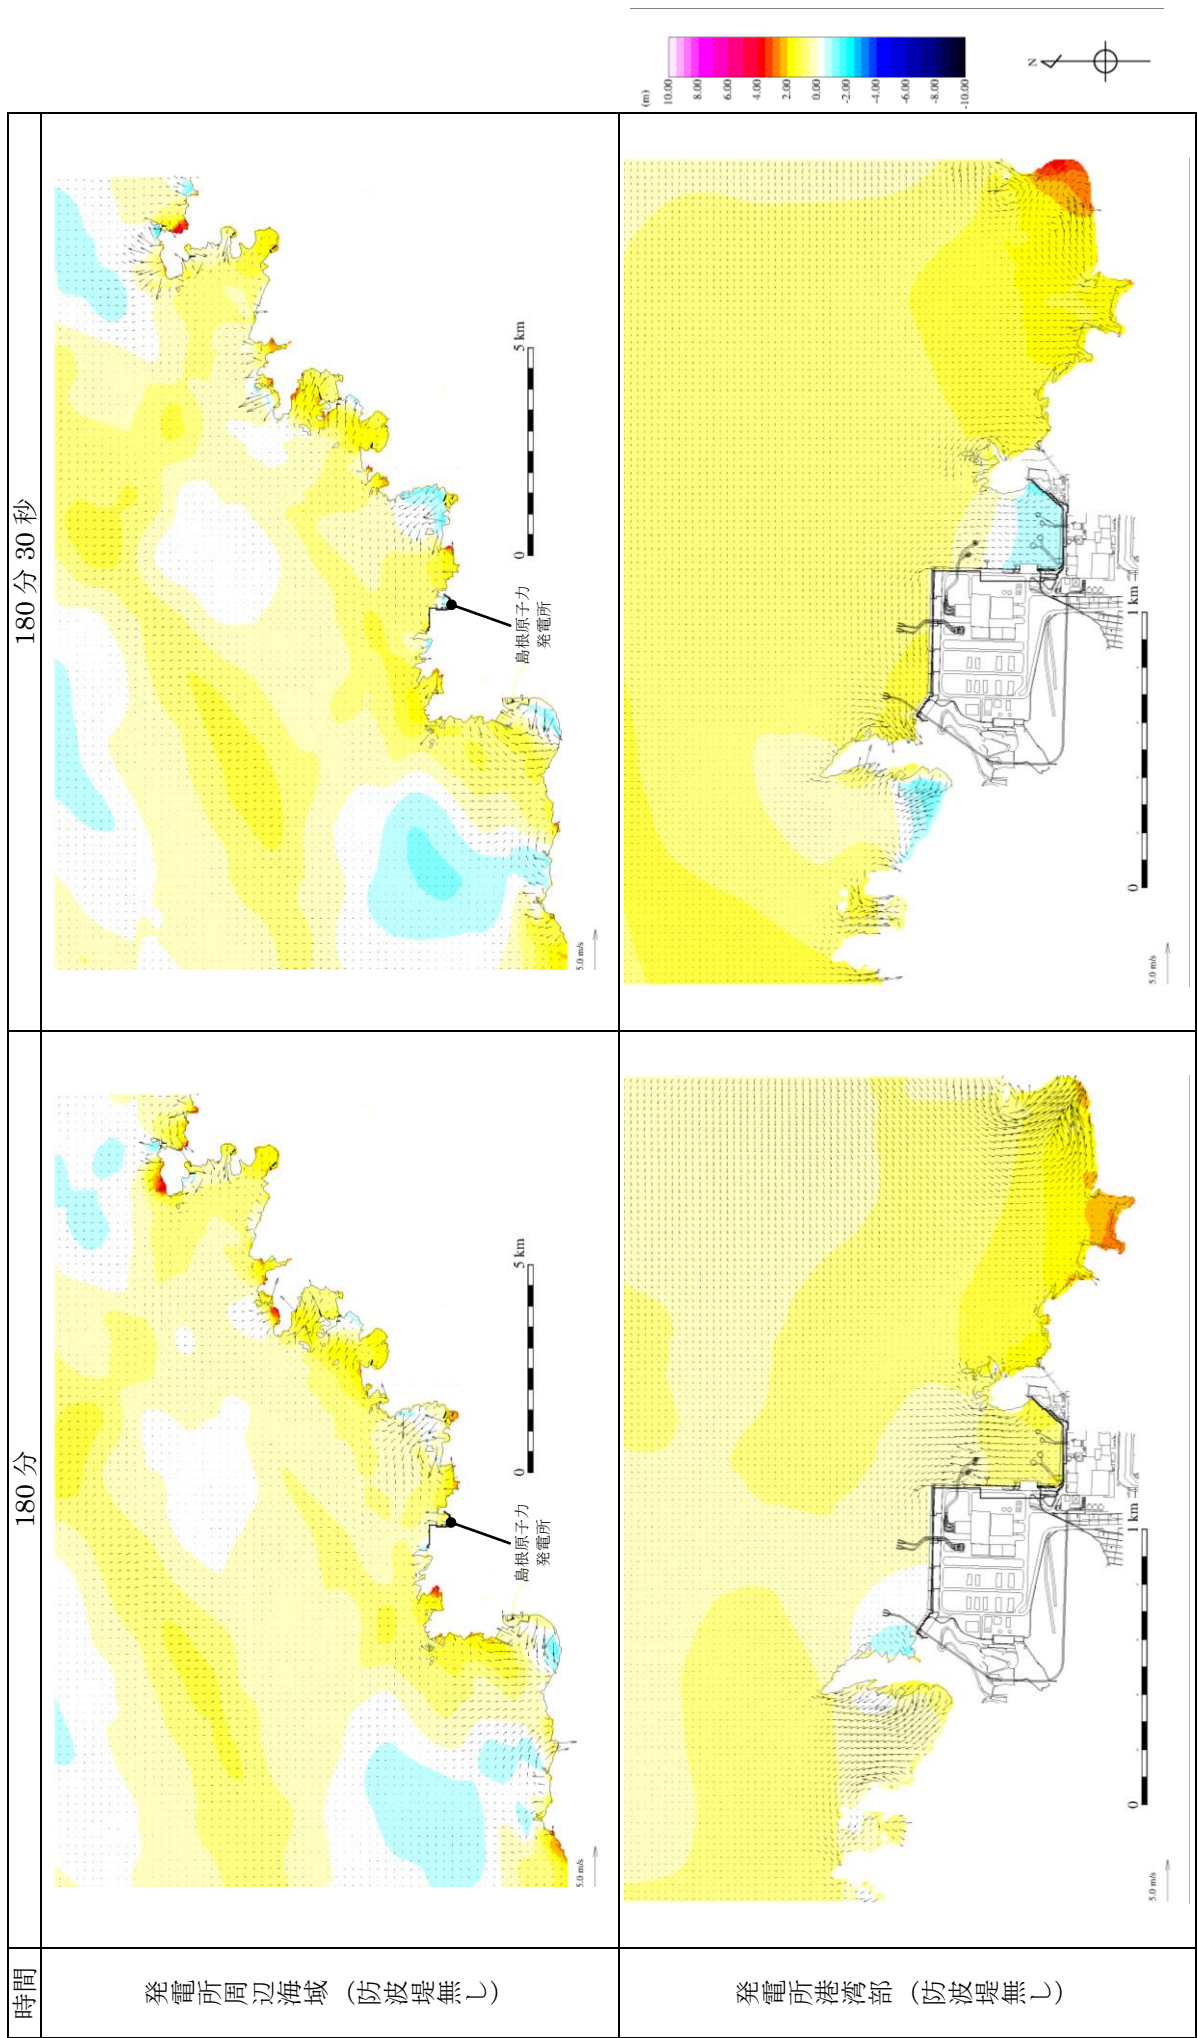 時間
180分
180分30秒
発電所周辺海域（防波堤無し）
5.0 m/s
島根原子力
発電所
0
5 km
5.0 m/s
島根原子力
発電所
0
5 km
発電所港湾部（防波堤無し）
5.0 m/s
0
1 km
5.0 m/s
0
1 km
(m)
10.00
8.00
6.00
4.00
2.00
0.00
-2.00
-4.00
-6.00
-8.00
-10.00
N